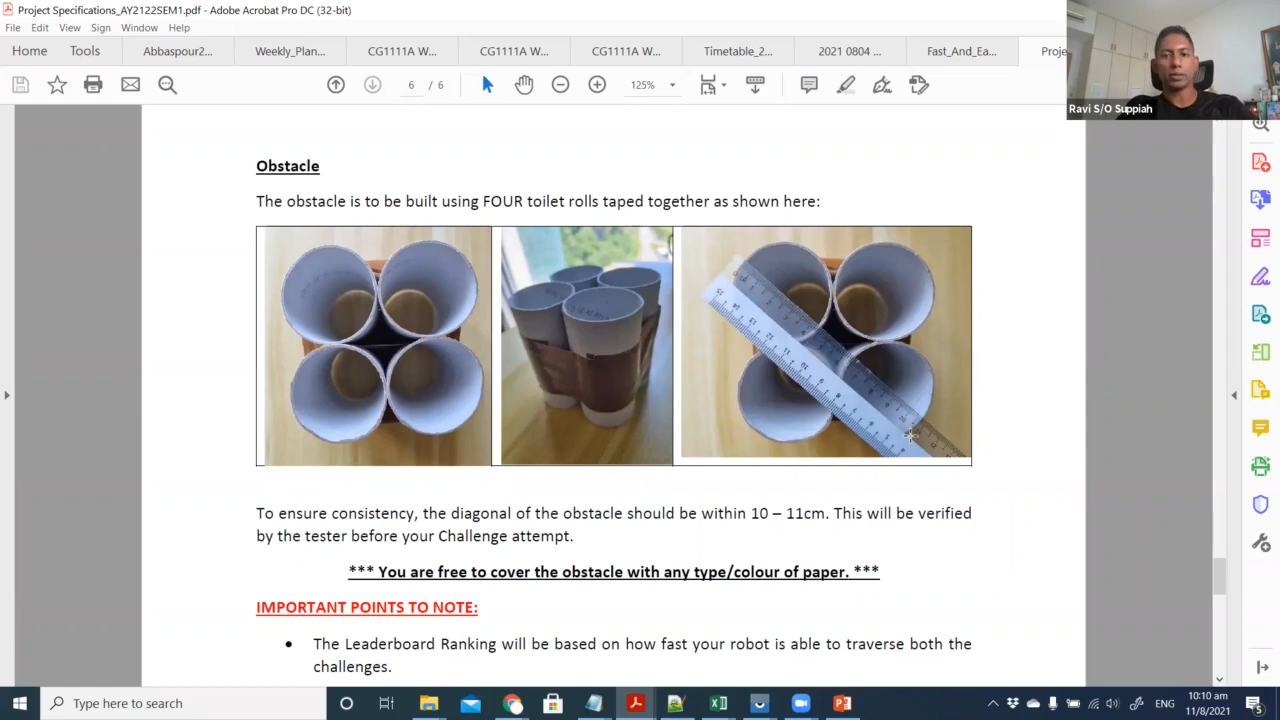 Project Specifications_AY2122SEM1.pdf - Adobe Acrobat Pro DC (32-bit)
File Edit View Sign Window Help
Home Tools Abbaspour2... Weekly_Plan... CG1111A W... CG1111A W... CG1111A W... Timetable_2... 2021 0804 ... Fast_And_Ea... Proje
6 / 6 125%
Ravi S/O Suppiah
Obstacle
The obstacle is to be built using FOUR toilet rolls taped together as shown here:
To ensure consistency, the diagonal of the obstacle should be within 10 – 11cm. This will be verified
by the tester before your Challenge attempt.
*** You are free to cover the obstacle with any type/colour of paper. ***
IMPORTANT POINTS TO NOTE:
• The Leaderboard Ranking will be based on how fast your robot is able to traverse both the
challenges.
Type here to search
ENG
10:10 am
11/8/2021
5